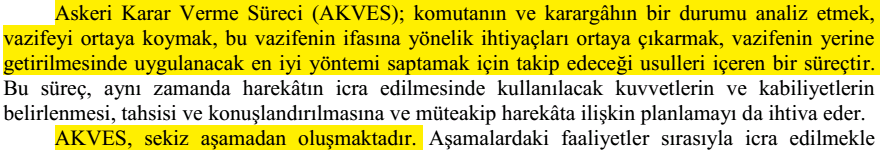 Askeri Karar Verme Süreci (AKVES); komutanın ve karargâhın bir durumu analiz etmek,
vazifeyi ortaya koymak, bu vazifenin ifasına yönelik ihtiyaçları ortaya çıkarmak, vazifenin yerine
getirilmesinde uygulanacak en iyi yöntemi saptamak için takip edeceği usulleri içeren bir süreçtir.
Bu süreç, aynı zamanda harekâtın icra edilmesinde kullanılacak kuvvetlerin ve kabiliyetlerin
belirlenmesi, tahsisi ve konuşlandırılmasına ve müteakip harekâta ilişkin planlamayı da ihtiva eder.
AKVES, sekiz aşamadan oluşmaktadır. Aşamalardaki faaliyetler sırasıyla icra edilmekle